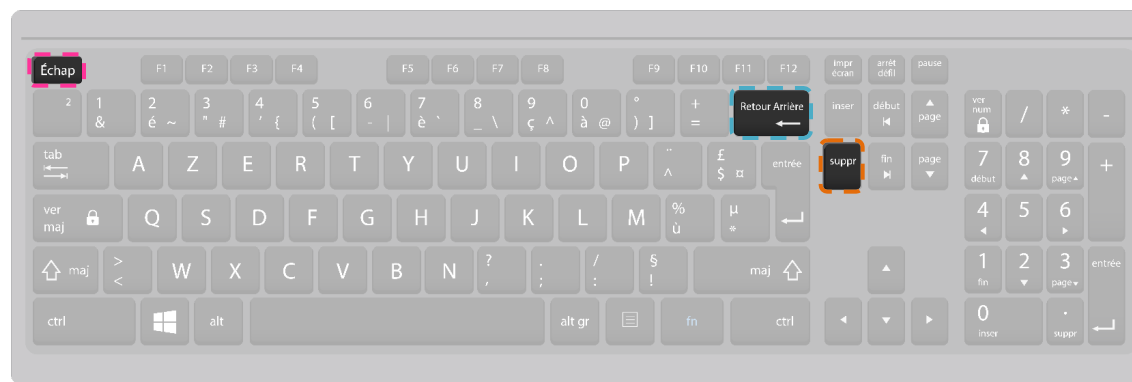 Échap F1 F2 F3 F4 F5 F6 F7 F8 F9 F10 F11 F12 impr écran arrêt défil pause
2 1 & 2 é ~ 3 " # 4 ' { 5 ( [ 6 - | 7 è ` 8 _ \ 9 ç ^ 0 à @ ° ) ] + = Retour Arrière inser début page ver num / * -
tab A Z E R T Y U I O P ¨ ^ £ $ ¤ entrée suppr fin page 7 début 8 9 page +
ver maj Q S D F G H J K L M % ù µ * 4 5 6
maj > < W X C V B N ? , . ; / : § ! maj 1 fin 2 3 page entrée
ctrl alt alt gr fn ctrl 0 inser . suppr